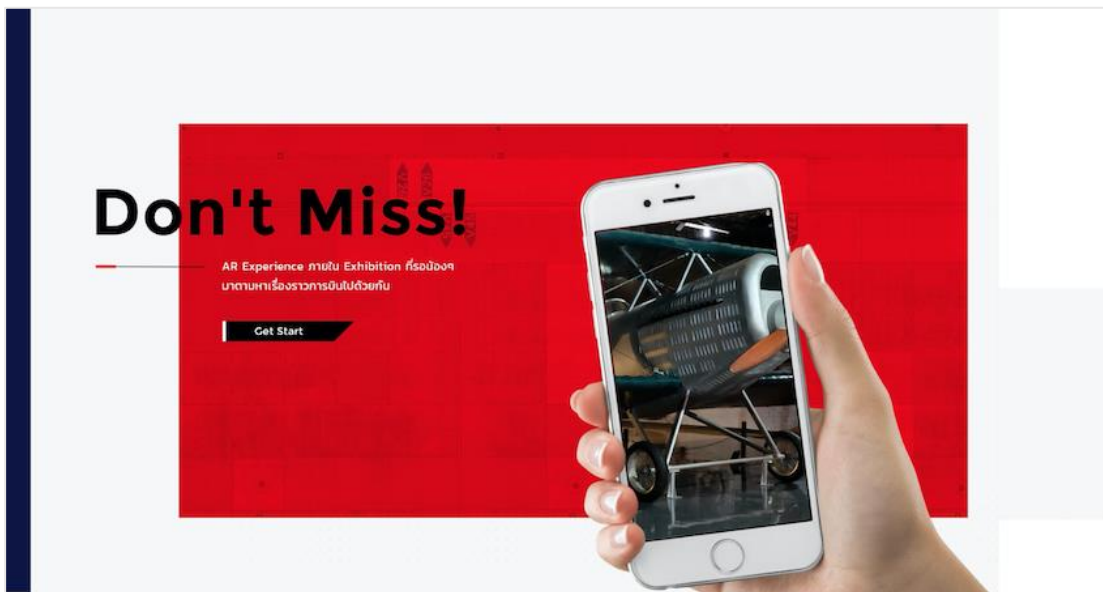 Don't Miss!
AR Experience ภายใน Exhibition ที่รอน้องๆ
มาตามหาเรื่องราวการบินไปด้วยกัน
Get Start